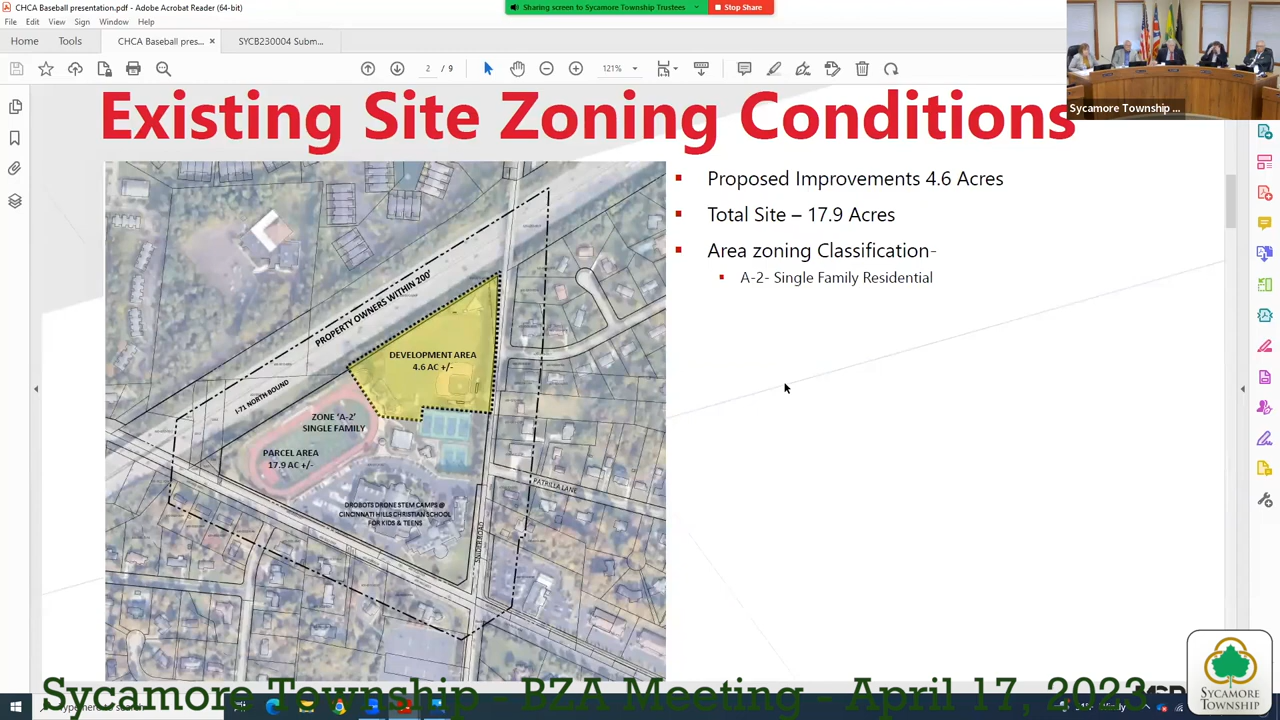 CHCA Baseball presentation.pdf - Adobe Acrobat Reader (64-bit)
Sharing screen to Sycamore Township Trustees
Stop Share
File Edit View Sign Window Help
Home Tools CHCA Baseball pres... × SYCB230004 Subm...
2 / 9
121%
Sycamore Township ...
Existing Site Zoning Conditions
Proposed Improvements 4.6 Acres
Total Site – 17.9 Acres
Area zoning Classification-
A-2- Single Family Residential
PROPERTY OWNERS WITHIN 200'
DEVELOPMENT AREA
4.6 AC +/-
I-71 NORTH BOUND
ZONE 'A-2'
SINGLE FAMILY
PARCEL AREA
17.9 AC +/-
PATRILLA LANE
DROBOTS DRONE STEM CAMPS @
CINCINNATI HILLS CHRISTIAN SCHOOL
FOR KIDS & TEENS
SNIDER ROAD
Sycamore Township - BZA Meeting - April 17, 2023
SYCAMORE
TOWNSHIP